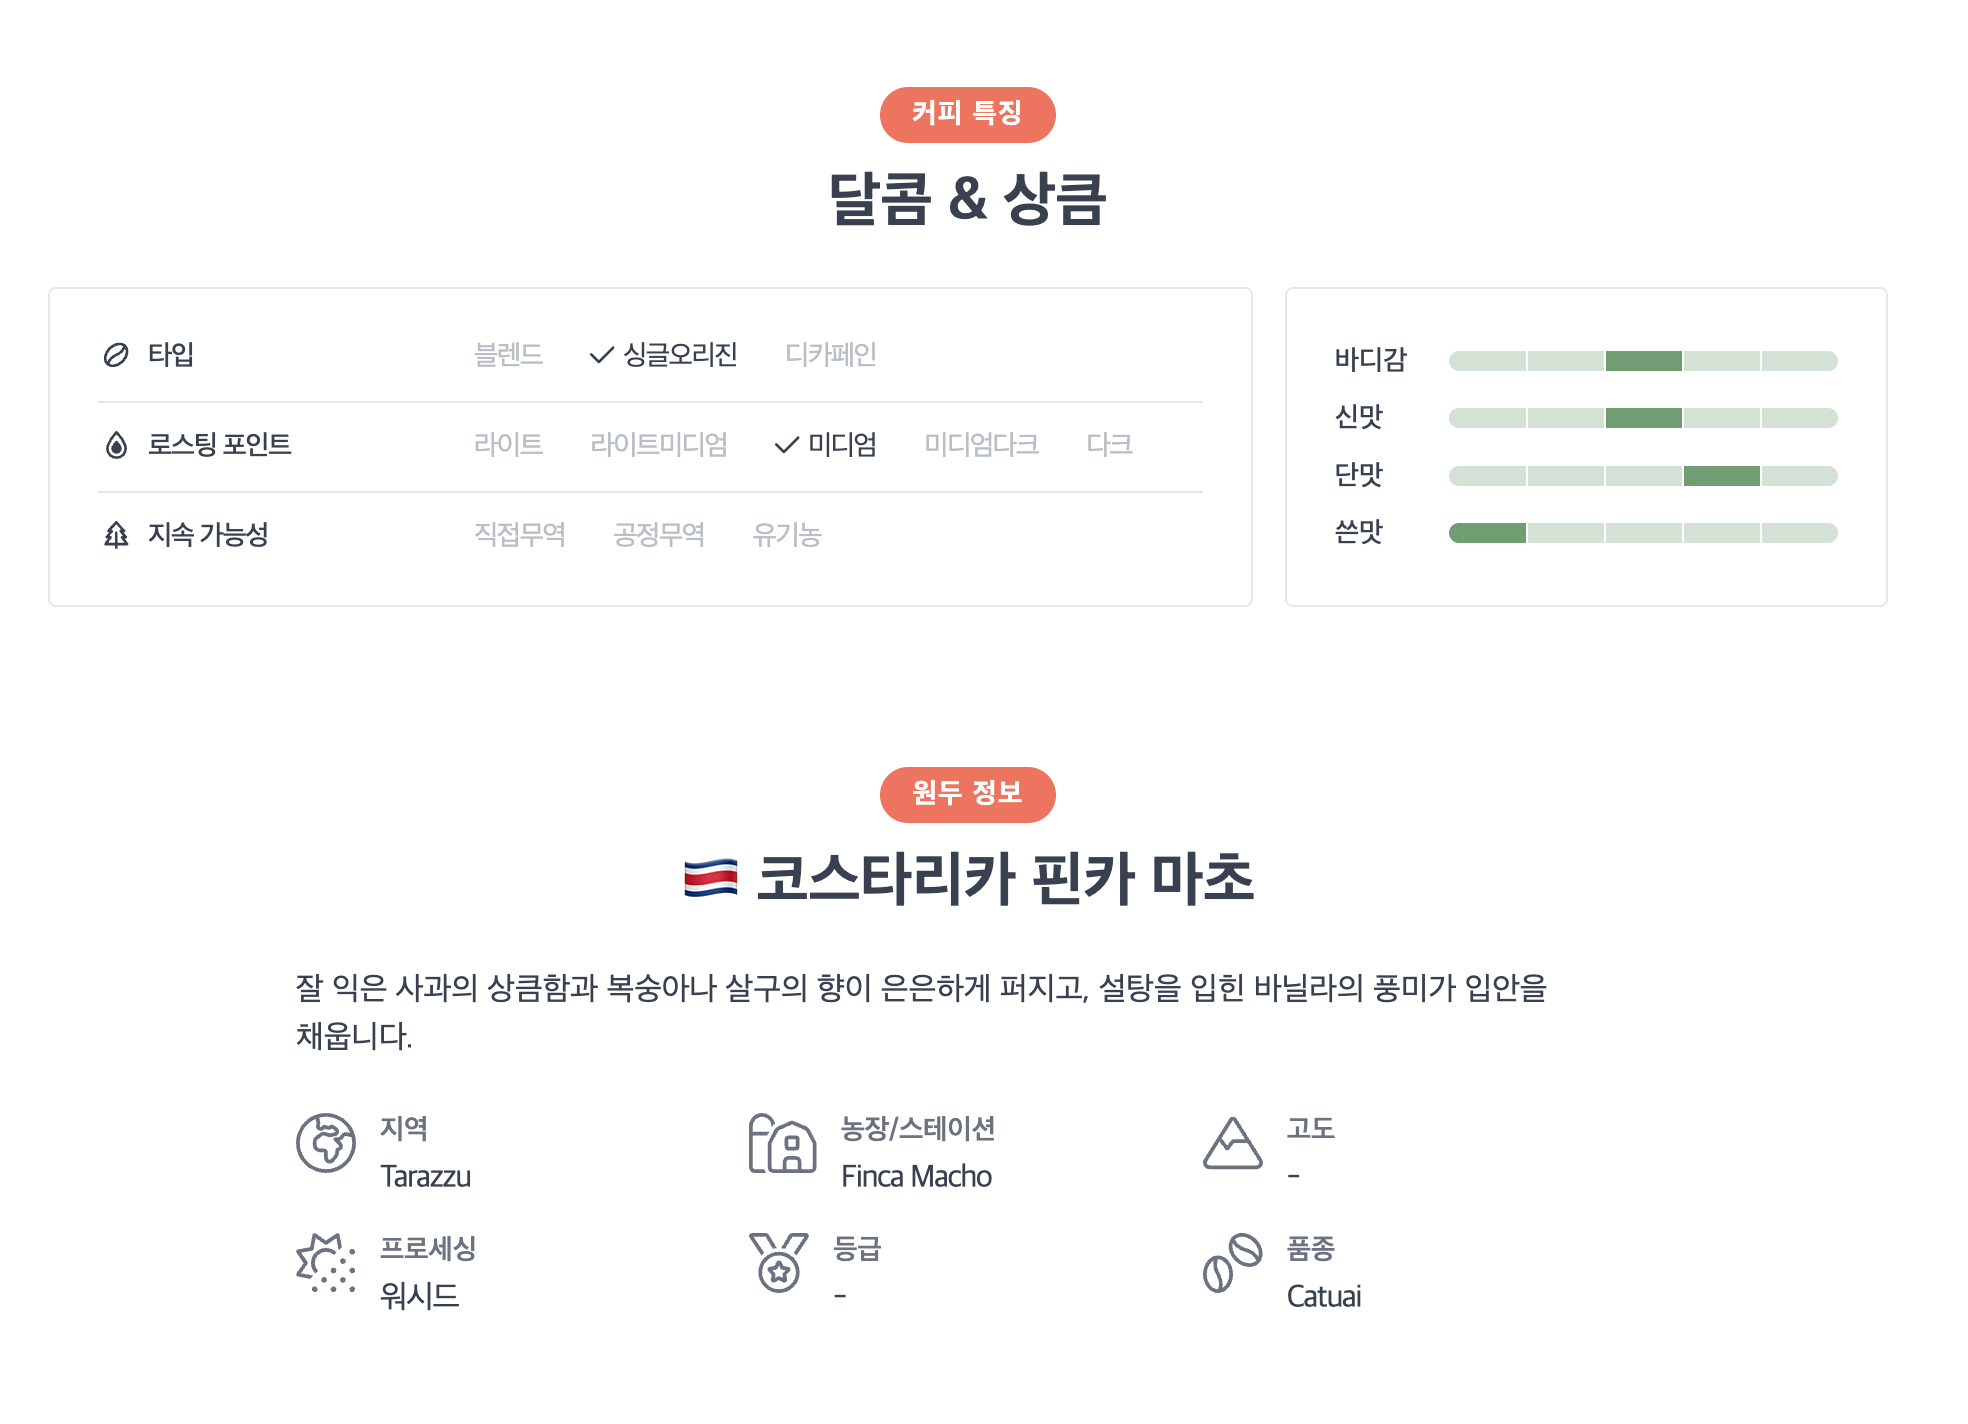 커피 특징
달콤 & 상큼
타입 블렌드 싱글오리진 디카페인
로스팅 포인트 라이트 라이트미디엄 미디엄 미디엄다크 다크
지속 가능성 직접무역 공정무역 유기농
바디감
신맛
단맛
쓴맛
원두 정보
코스타리카 핀카 마초
잘 익은 사과의 상큼함과 복숭아나 살구의 향이 은은하게 퍼지고, 설탕을 입힌 바닐라의 풍미가 입안을
채웁니다.
지역
Tarazzu
농장/스테이션
Finca Macho
고도
-
프로세싱
워시드
등급
-
품종
Catuai